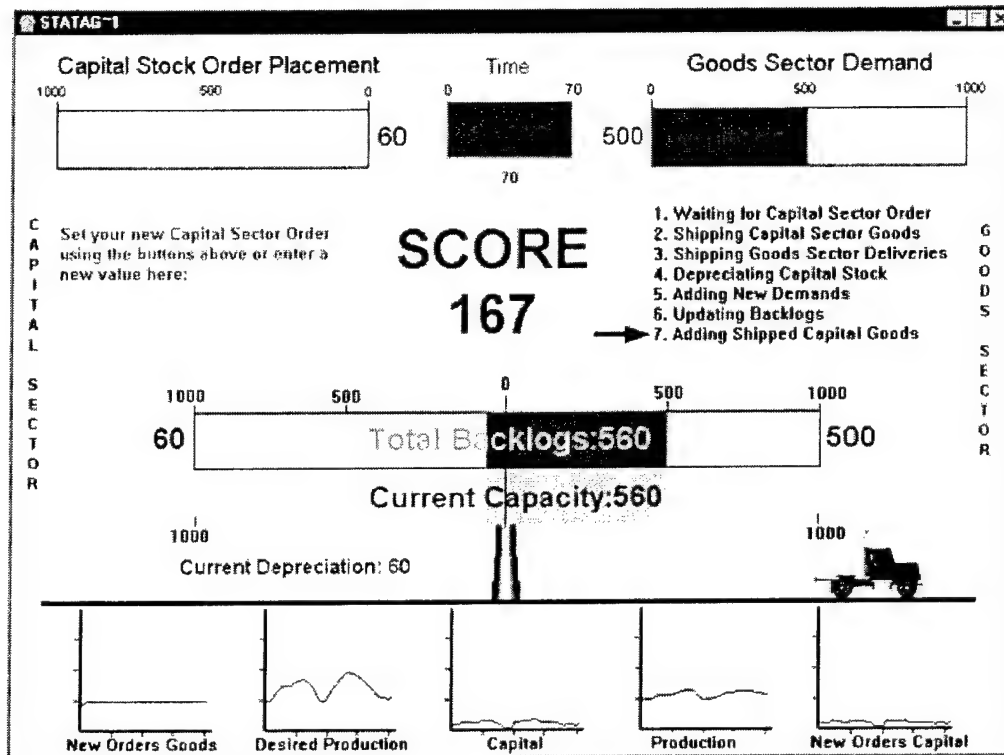 STATAG~1
Capital Stock Order Placement
Time
Goods Sector Demand
1000 500 0
0 70
0 500 1000
60
500
70
Set your new Capital Sector Order
using the buttons above or enter a
new value here:
SCORE
167
1. Waiting for Capital Sector Order
2. Shipping Capital Sector Goods
3. Shipping Goods Sector Deliveries
4. Depreciating Capital Stock
5. Adding New Demands
6. Updating Backlogs
7. Adding Shipped Capital Goods
CAPITAL SECTOR
GOODS SECTOR
1000 500 0 500 1000
60 Total Backlogs:560 500
Current Capacity:560
1000 1000
Current Depreciation: 60
New Orders Goods
Desired Production
Capital
Production
New Orders Capital